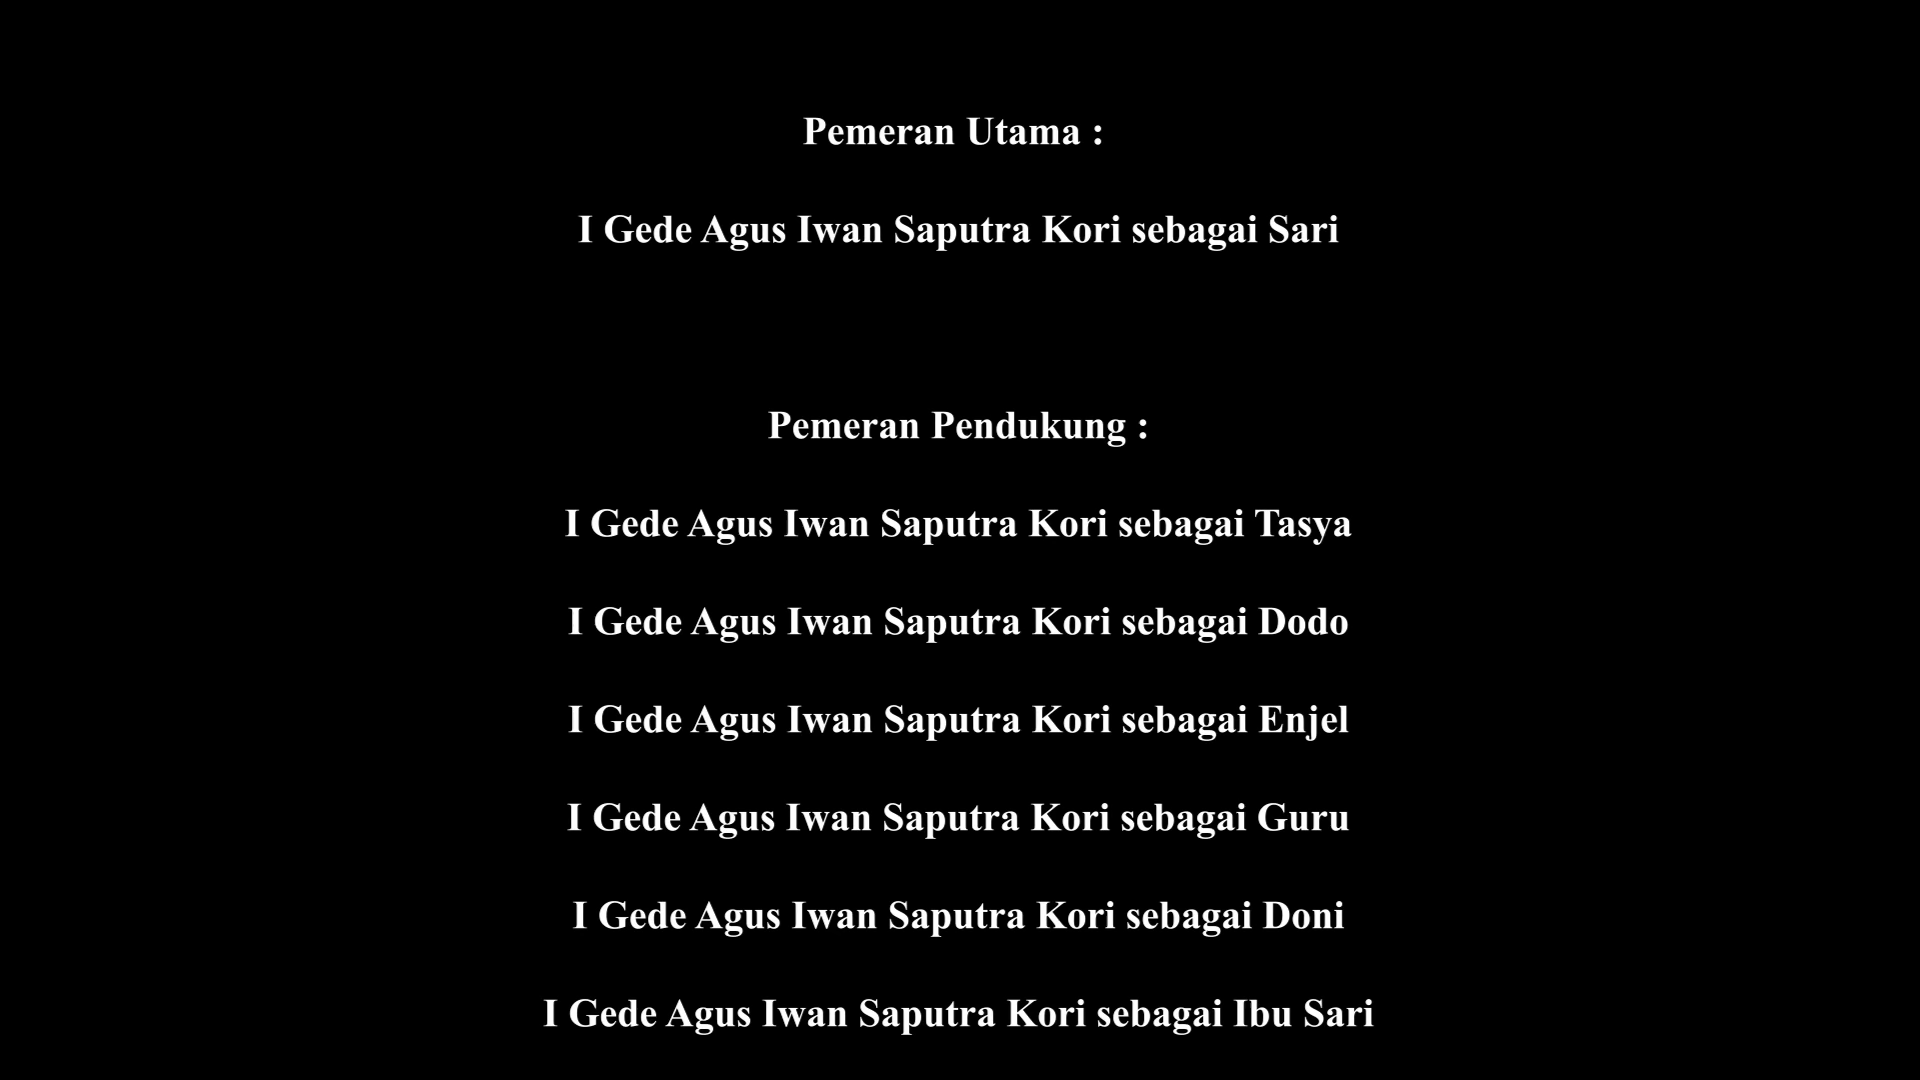 Pemeran Utama :
I Gede Agus Iwan Saputra Kori sebagai Sari
Pemeran Pendukung :
I Gede Agus Iwan Saputra Kori sebagai Tasya
I Gede Agus Iwan Saputra Kori sebagai Dodo
I Gede Agus Iwan Saputra Kori sebagai Enjel
I Gede Agus Iwan Saputra Kori sebagai Guru
I Gede Agus Iwan Saputra Kori sebagai Doni
I Gede Agus Iwan Saputra Kori sebagai Ibu Sari